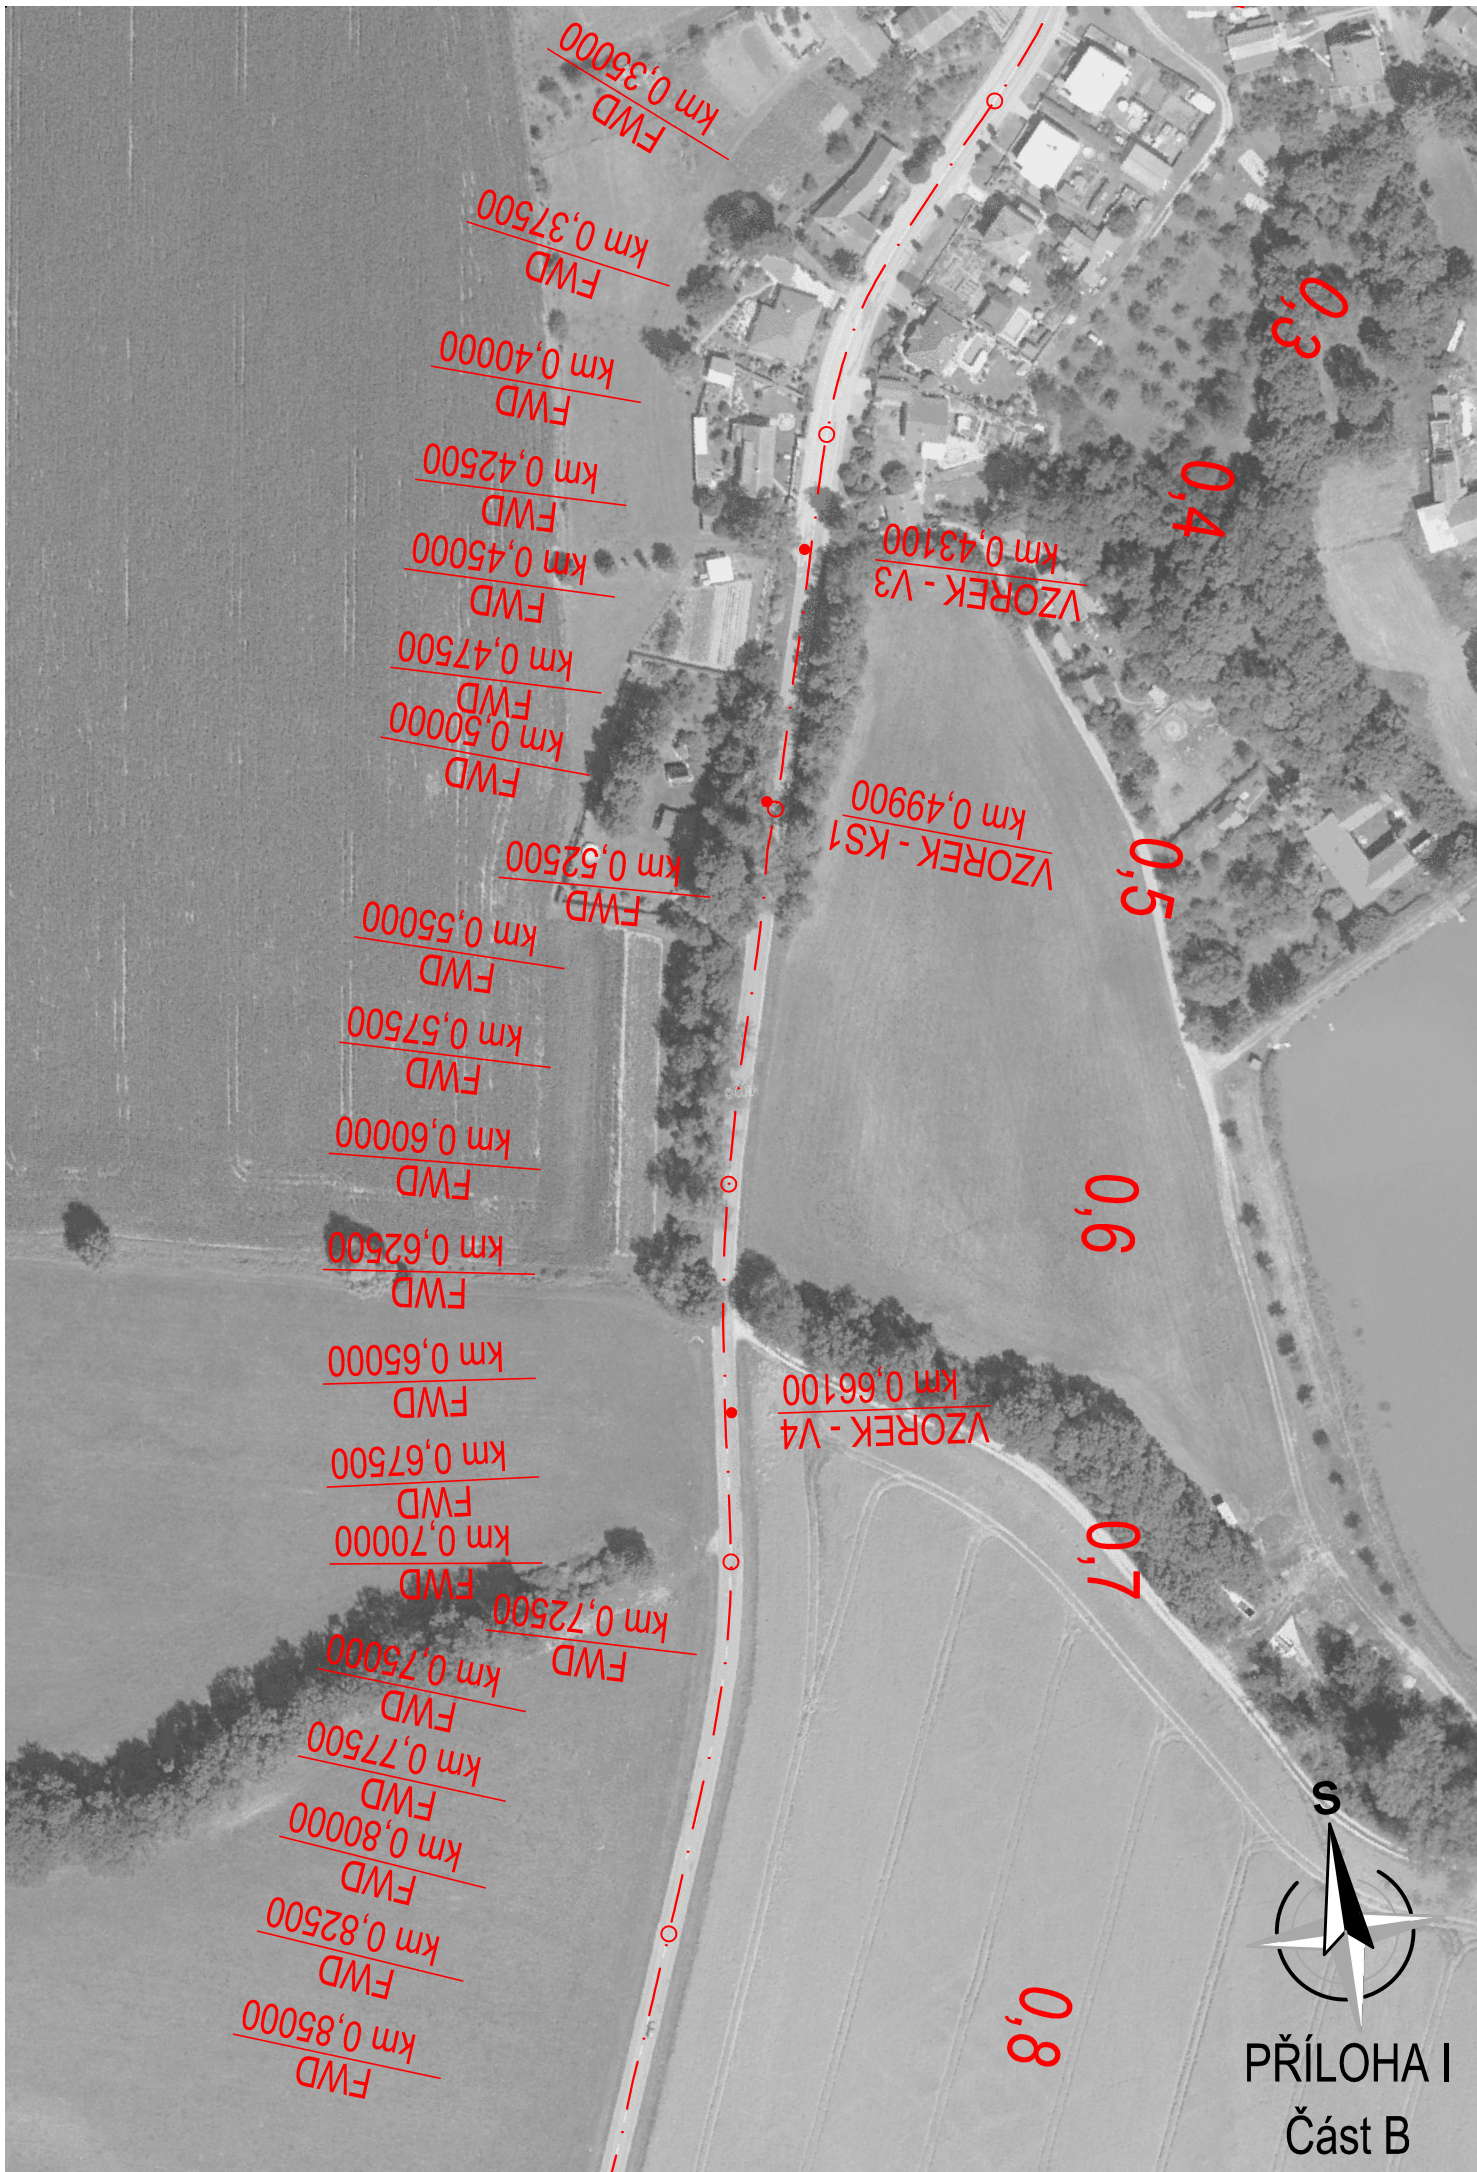 FWD
km 0,35000
FWD
km 0,37500
FWD
km 0,40000
FWD
km 0,42500
FWD
km 0,45000
FWD
km 0,47500
FWD
km 0,50000
FWD
km 0,52500
FWD
km 0,55000
FWD
km 0,57500
FWD
km 0,60000
FWD
km 0,62500
FWD
km 0,65000
FWD
km 0,67500
FWD
km 0,70000
FWD
km 0,72500
FWD
km 0,75000
FWD
km 0,77500
FWD
km 0,80000
FWD
km 0,82500
FWD
km 0,85000
VZOREK - V3
km 0,43100
VZOREK - KS1
km 0,49900
VZOREK - V4
km 0,66100
0,3
0,4
0,5
0,6
0,7
0,8
S
PŘÍLOHA I
Část B